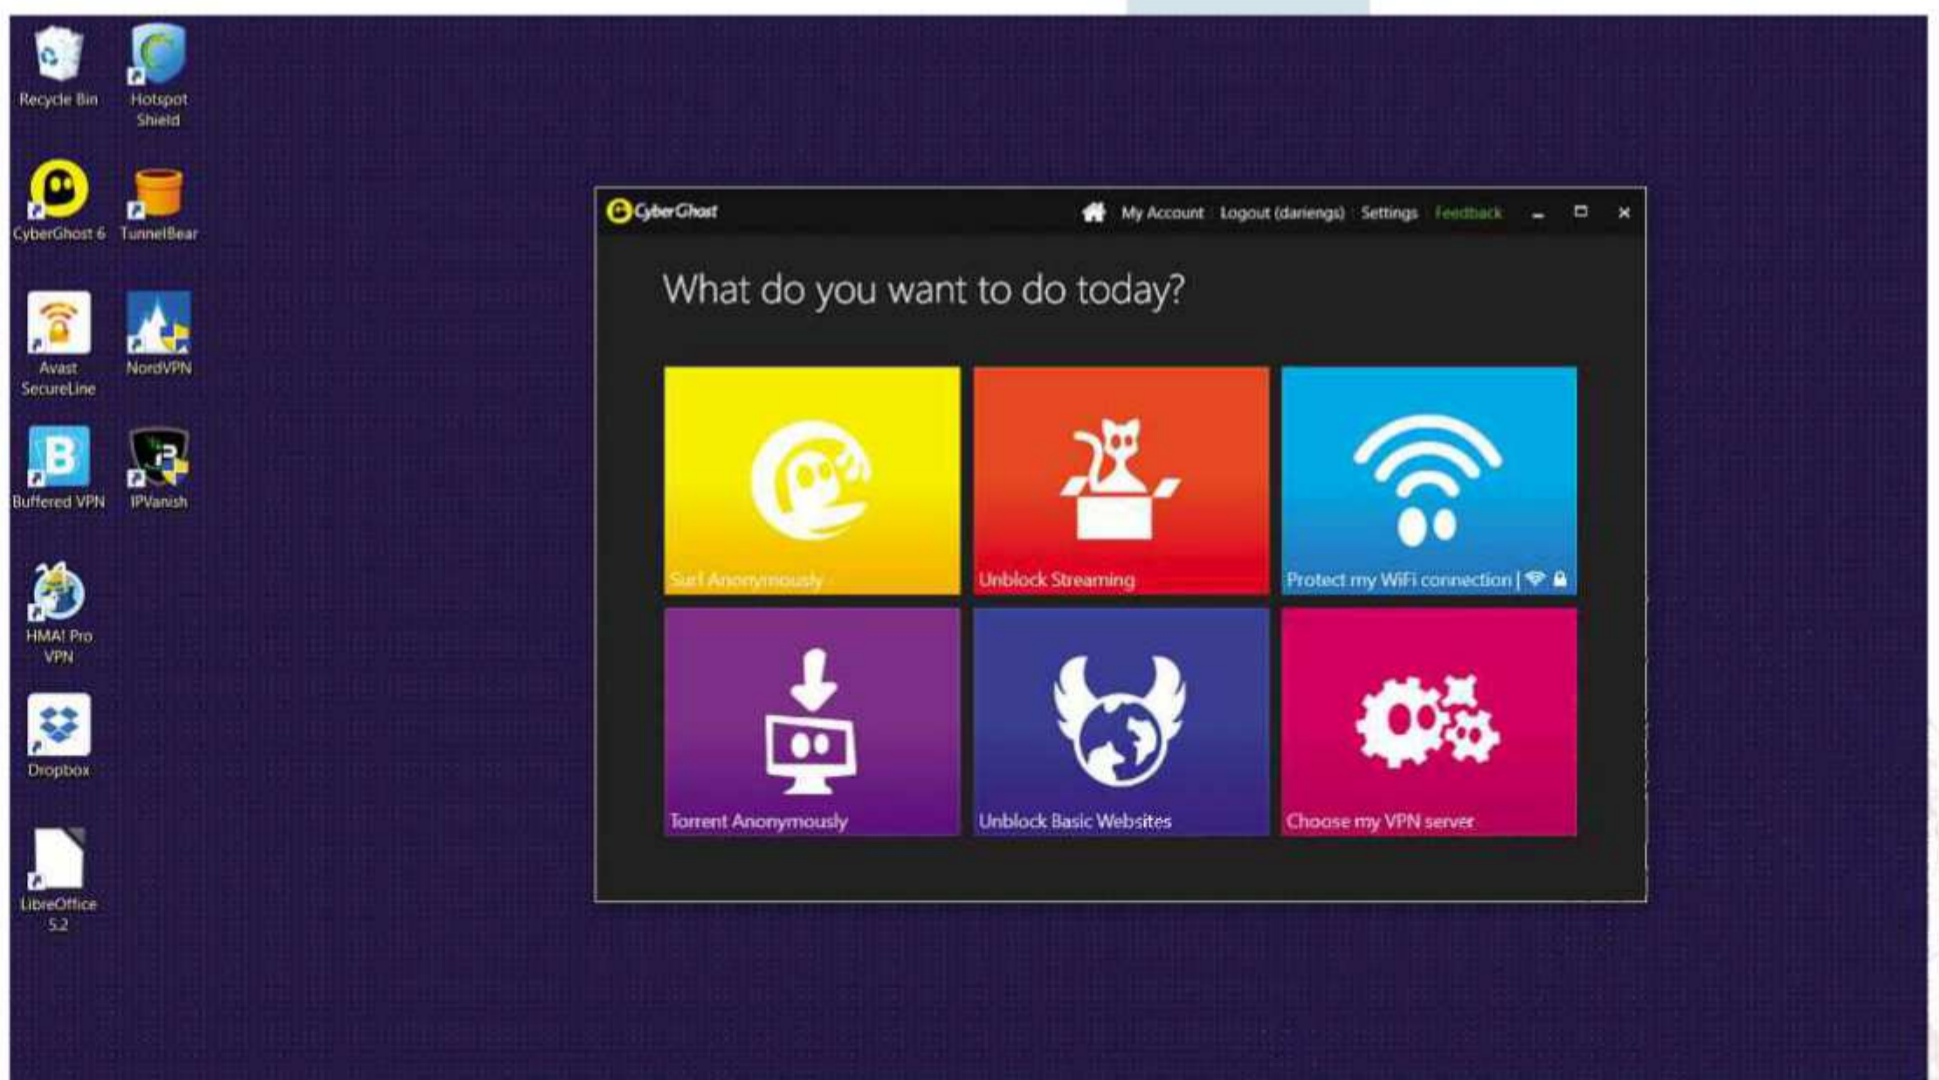 Recycle Bin
Hotspot
Shield
CyberGhost 6
TunnelBear
Avast
SecureLine
NordVPN
B
Buffered VPN
IPVanish
HMA! Pro
VPN
Dropbox
LibreOffice
5.2
CyberGhost
My Account
Logout (dariengs)
Settings
Feedback
What do you want to do today?
Surf Anonymously
Unblock Streaming
Protect my WiFi connection |
Torrent Anonymously
Unblock Basic Websites
Choose my VPN server